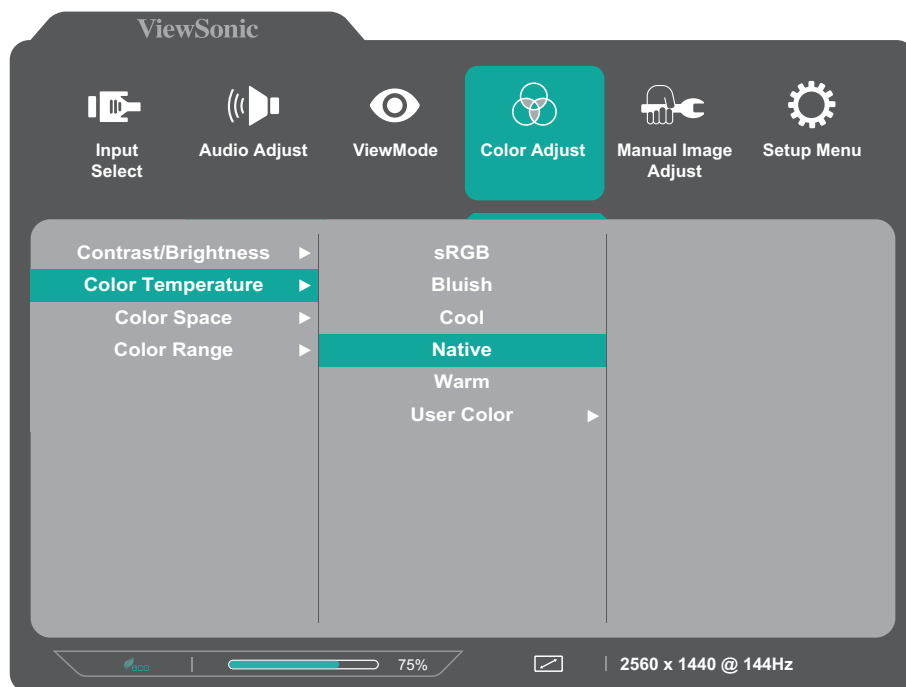 ViewSonic
Input Select
Audio Adjust
ViewMode
Color Adjust
Manual Image Adjust
Setup Menu
Contrast/Brightness
Color Temperature
Color Space
Color Range
sRGB
Bluish
Cool
Native
Warm
User Color
eco
75%
2560 x 1440 @ 144Hz